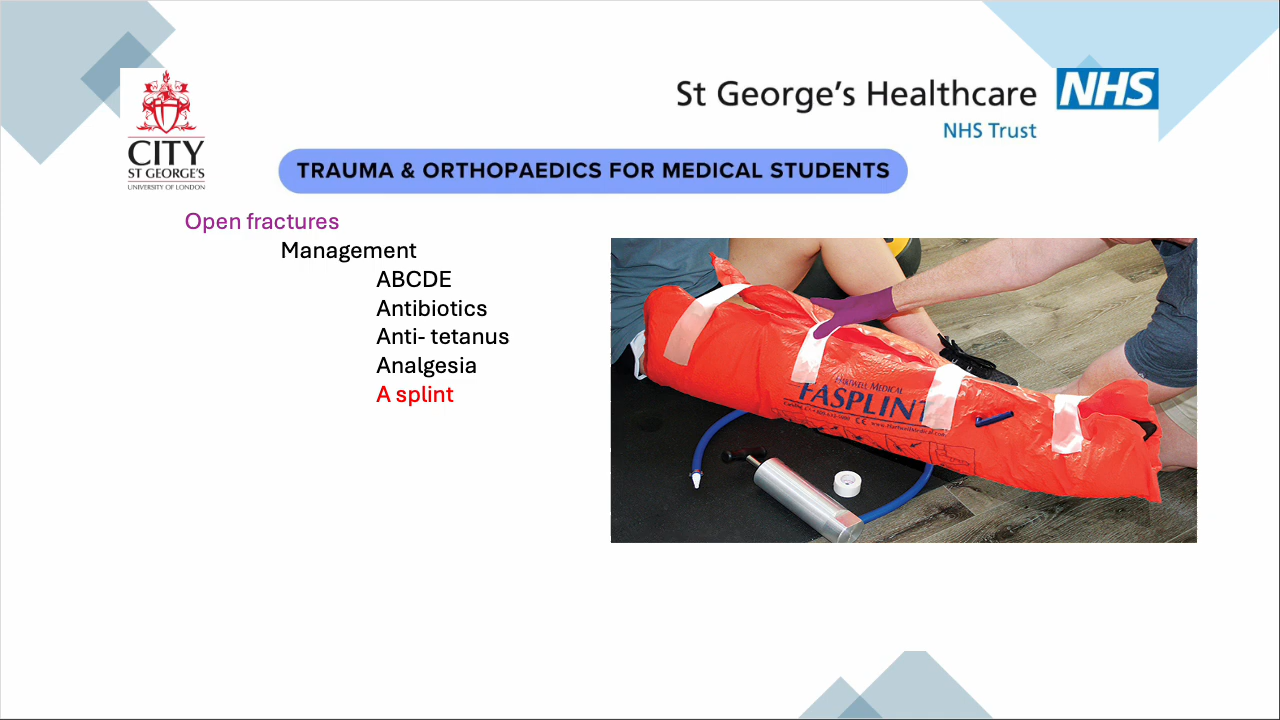 CITY
ST GEORGE'S
UNIVERSITY OF LONDON
St George's Healthcare NHS
NHS Trust
TRAUMA & ORTHOPAEDICS FOR MEDICAL STUDENTS
Open fractures
Management
ABCDE
Antibiotics
Anti- tetanus
Analgesia
A splint
HARTWELL MEDICAL
FASPLINT